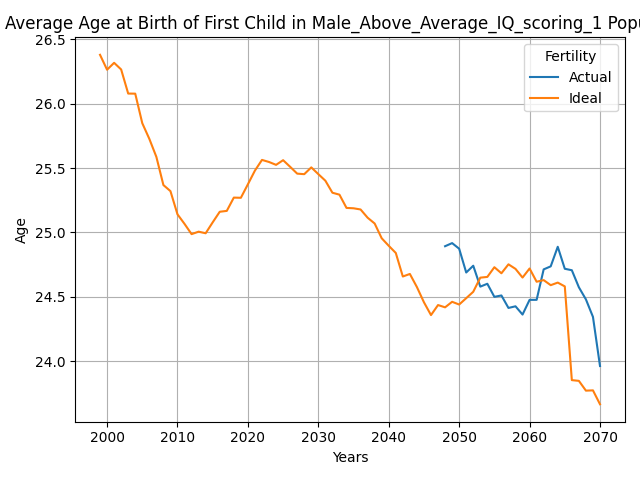 Average Age at Birth of First Child in Male_Above_Average_IQ_scoring_1 Popu
26.5
26.0
25.5
25.0
24.5
24.0
Age
Fertility
Actual
Ideal
2000 2010 2020 2030 2040 2050 2060 2070
Years